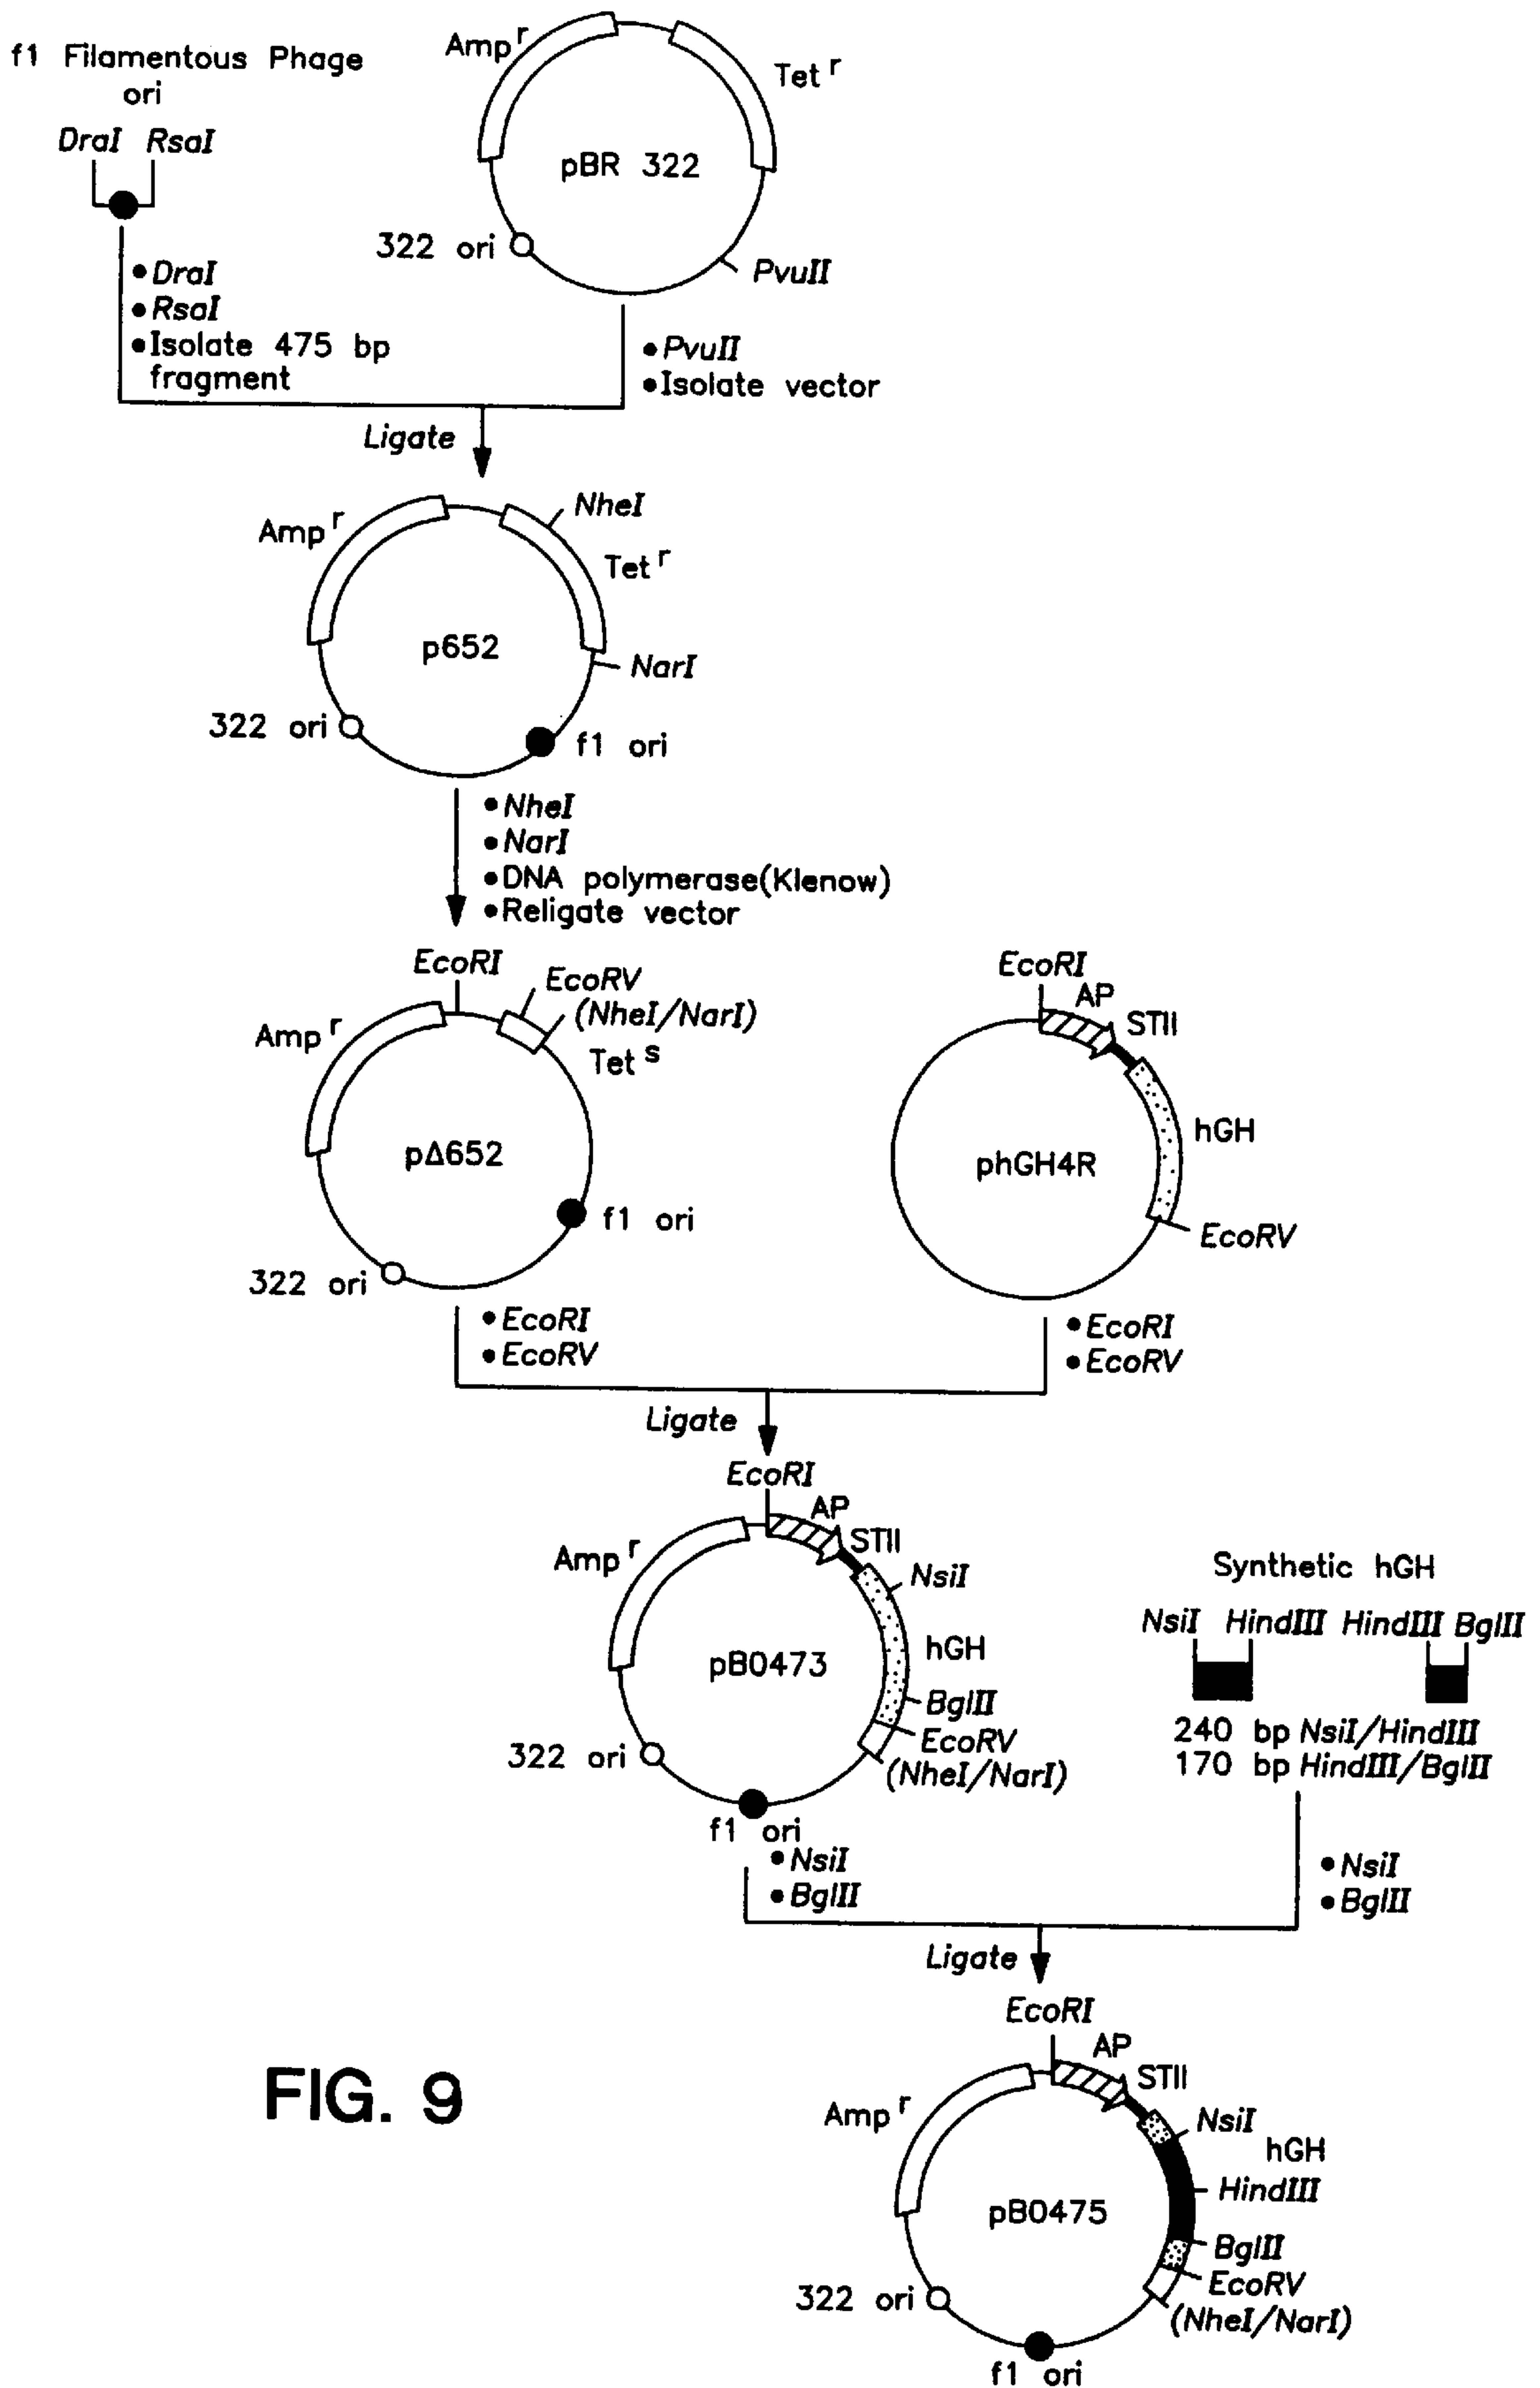 f1 Filamentous Phage
ori
DraI RsaI
Amp r
Tet r
pBR 322
322 ori
PvuII
•DraI
•RsaI
•Isolate 475 bp
fragment
•PvuII
•Isolate vector
Ligate
Amp r
NheI
Tet r
p652
NarI
322 ori
f1 ori
•NheI
•NarI
•DNA polymerase(Klenow)
•Religate vector
EcoRI
EcoRV
(NheI/NarI)
Amp r
Tet s
pΔ652
f1 ori
322 ori
EcoRI
AP
STII
hGH
phGH4R
EcoRV
•EcoRI
•EcoRV
•EcoRI
•EcoRV
Ligate
EcoRI
AP
STII
Amp r
NsiI
hGH
pB0473
BglII
EcoRV
(NheI/NarI)
322 ori
f1 ori
Synthetic hGH
NsiI HindIII HindIII BglII
240 bp NsiI/HindIII
170 bp HindIII/BglII
•NsiI
•BglII
•NsiI
•BglII
Ligate
EcoRI
AP
STII
Amp r
NsiI
hGH
HindIII
pB0475
BglII
EcoRV
(NheI/NarI)
322 ori
f1 ori
FIG. 9